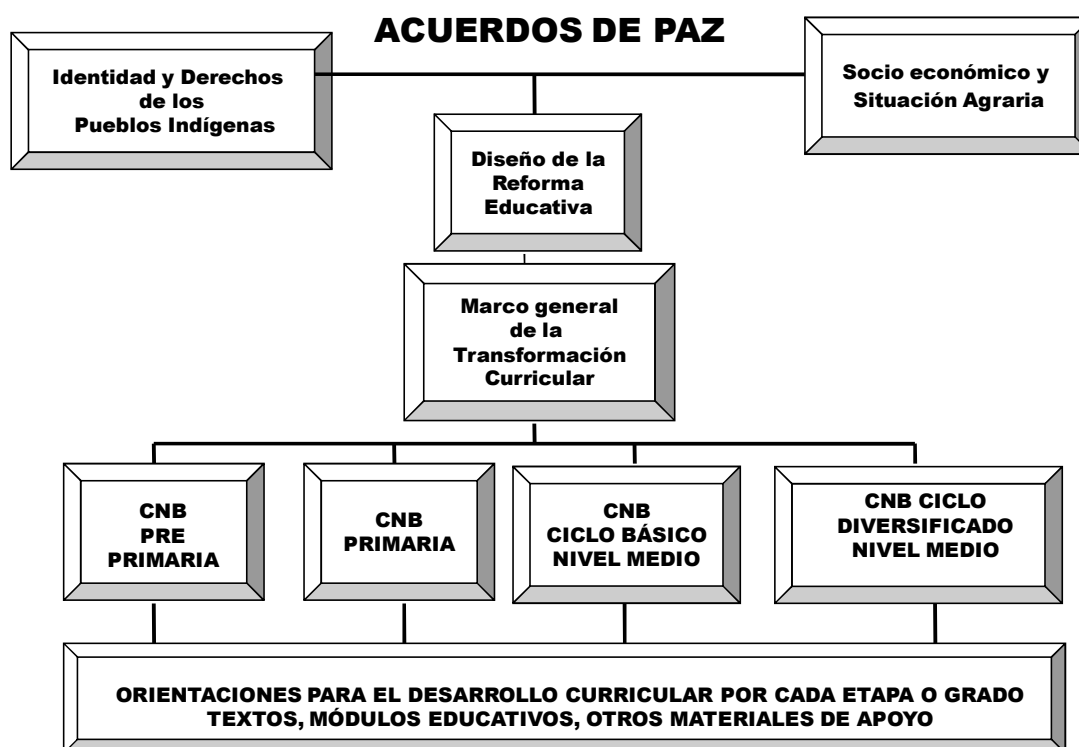 ACUERDOS DE PAZ
Identidad y Derechos
de los
Pueblos Indígenas
Socio económico y
Situación Agraria
Diseño de la
Reforma
Educativa
Marco general
de la
Transformación
Curricular
CNB
PRE
PRIMARIA
CNB
PRIMARIA
CNB
CICLO BÁSICO
NIVEL MEDIO
CNB CICLO
DIVERSIFICADO
NIVEL MEDIO
ORIENTACIONES PARA EL DESARROLLO CURRICULAR POR CADA ETAPA O GRADO
TEXTOS, MÓDULOS EDUCATIVOS, OTROS MATERIALES DE APOYO